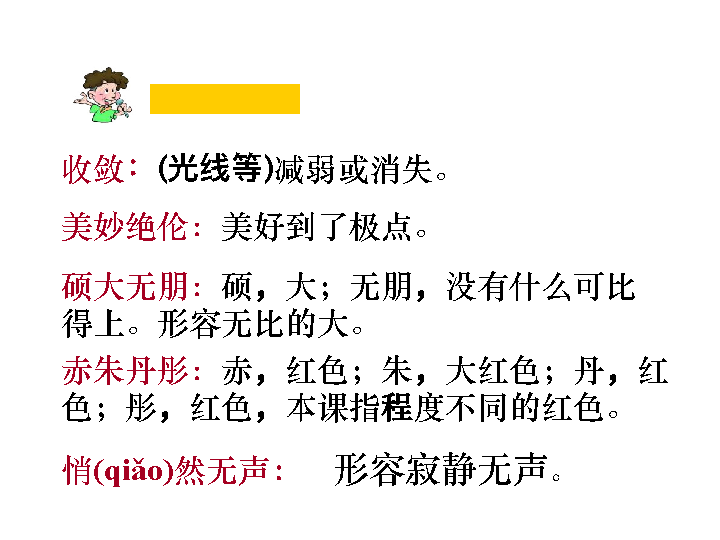 收敛：(光线等)减弱或消失。
美妙绝伦：美好到了极点。
硕大无朋：硕，大；无朋，没有什么可比
得上。形容无比的大。
赤朱丹彤：赤，红色；朱，大红色；丹，红
色；彤，红色，本课指程度不同的红色。
悄(qiǎo)然无声： 形容寂静无声。